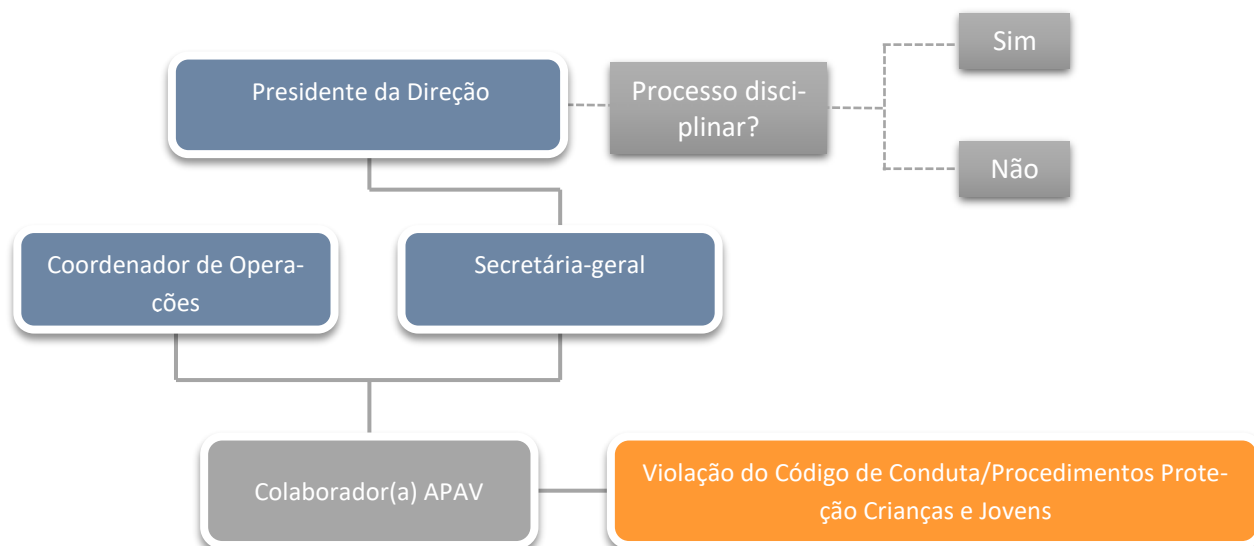 Sim
Presidente da Direção
Processo disci-
plinar?
Não
Coordenador de Opera-
ções
Secretária-geral
Colaborador(a) APAV
Violação do Código de Conduta/Procedimentos Prote-
ção Crianças e Jovens